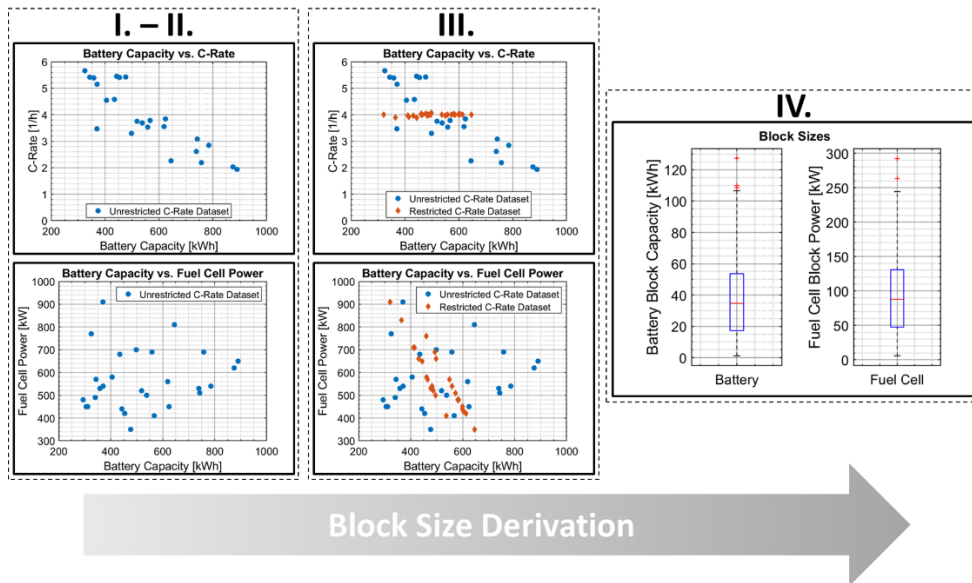 I. – II.
Battery Capacity vs. C-Rate
6
5
4
3
2
1
0
C-Rate [1/h]
Unrestricted C-Rate Dataset
200 400 600 800 1000
Battery Capacity [kWh]
Battery Capacity vs. Fuel Cell Power
1000
900
800
700
600
500
400
300
Fuel Cell Power [kW]
Unrestricted C-Rate Dataset
200 400 600 800 1000
Battery Capacity [kWh]
III.
Battery Capacity vs. C-Rate
6
5
4
3
2
1
0
C-Rate [1/h]
Unrestricted C-Rate Dataset
Restricted C-Rate Dataset
200 400 600 800 1000
Battery Capacity [kWh]
Battery Capacity vs. Fuel Cell Power
1000
900
800
700
600
500
400
300
Fuel Cell Power [kW]
Unrestricted C-Rate Dataset
Restricted C-Rate Dataset
200 400 600 800 1000
Battery Capacity [kWh]
IV.
Block Sizes
120
100
80
60
40
20
0
Battery Block Capacity [kWh]
Battery
300
250
200
150
100
50
0
Fuel Cell Block Power [kW]
Fuel Cell
Block Size Derivation